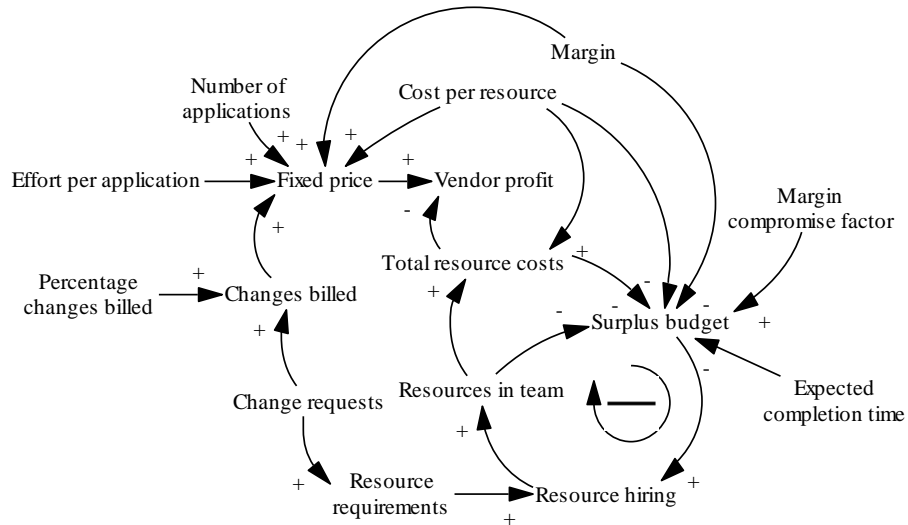 Margin
Number of
applications
Cost per resource
+
+
+
+
+
Effort per application
Fixed price
+
Vendor profit
-
Margin
compromise factor
+
Total resource costs
+
Percentage
changes billed
+
Changes billed
+
-
-
-
-
Surplus budget
+
+
-
Change requests
Resources in team
Expected
completion time
+
+
Resource
requirements
+
Resource hiring
+